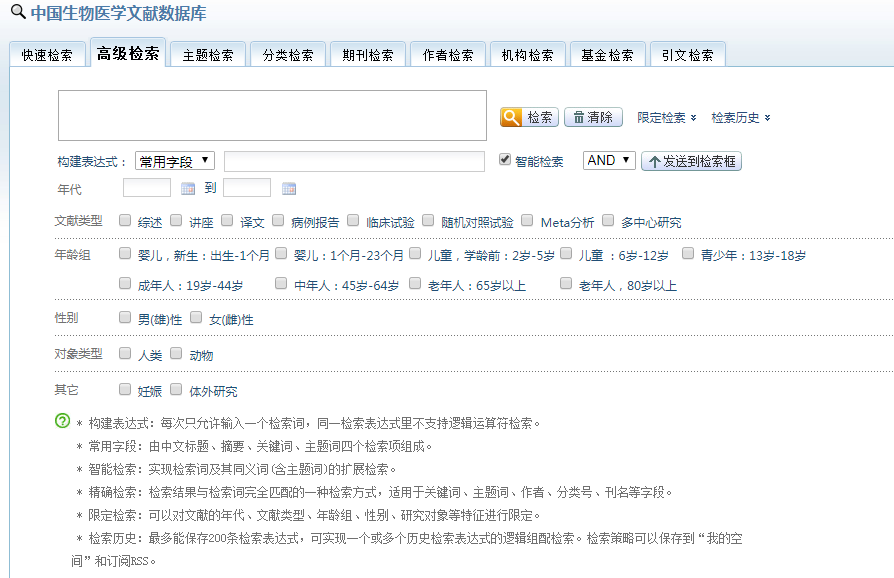 中国生物医学文献数据库
快速检索 高级检索 主题检索 分类检索 期刊检索 作者检索 机构检索 基金检索 引文检索
检索 清除 限定检索 检索历史
构建表达式： 常用字段 智能检索 AND 发送到检索框
年代 到
文献类型 综述 讲座 译文 病例报告 临床试验 随机对照试验 Meta分析 多中心研究
年龄组 婴儿，新生：出生-1个月 婴儿：1个月-23个月 儿童，学龄前：2岁-5岁 儿童 ：6岁-12岁 青少年：13岁-18岁
成年人：19岁-44岁 中年人：45岁-64岁 老年人：65岁以上 老年人，80岁以上
性别 男(雄)性 女(雌)性
对象类型 人类 动物
其它 妊娠 体外研究
* 构建表达式：每次只允许输入一个检索词，同一检索表达式里不支持逻辑运算符检索。
* 常用字段：由中文标题、摘要、关键词、主题词四个检索项组成。
* 智能检索：实现检索词及其同义词(含主题词)的扩展检索。
* 精确检索：检索结果与检索词完全匹配的一种检索方式，适用于关键词、主题词、作者、分类号、刊名等字段。
* 限定检索：可以对文献的年代、文献类型、年龄组、性别、研究对象等特征进行限定。
* 检索历史：最多能保存200条检索表达式，可实现一个或多个历史检索表达式的逻辑组配检索。检索策略可以保存到“我的空
间”和订阅RSS。